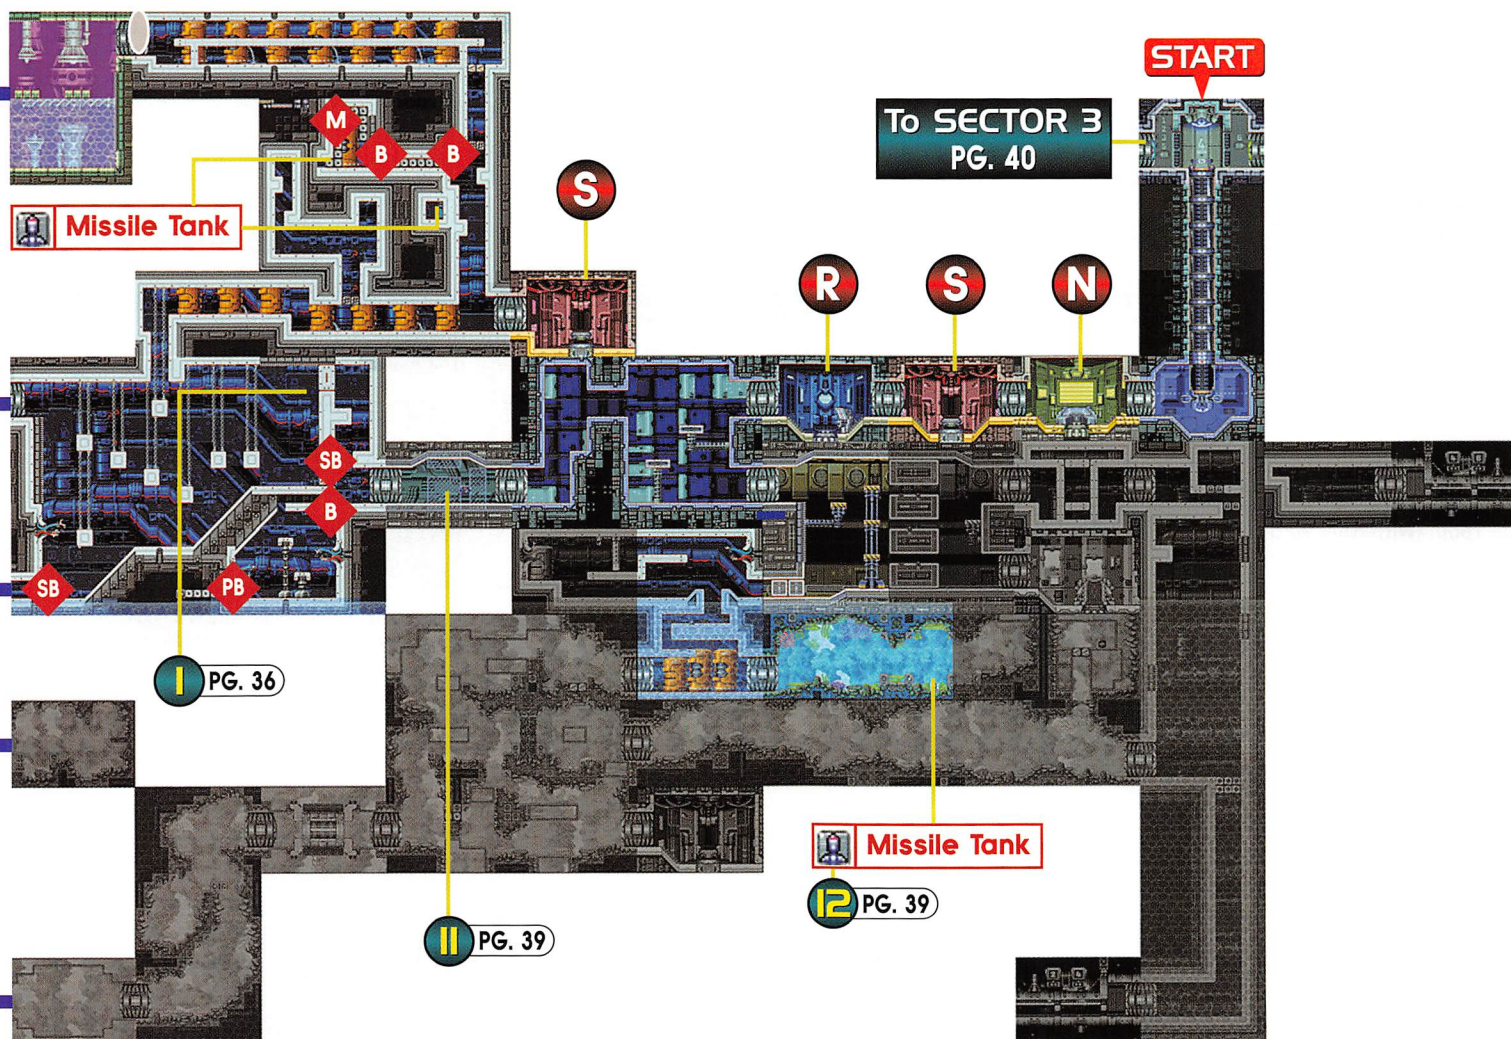 START
To SECTOR 3
PG. 40
M
B
B
S
Missile Tank
R
S
N
SB
B
SB
PB
1 PG. 36
Missile Tank
12 PG. 39
11 PG. 39